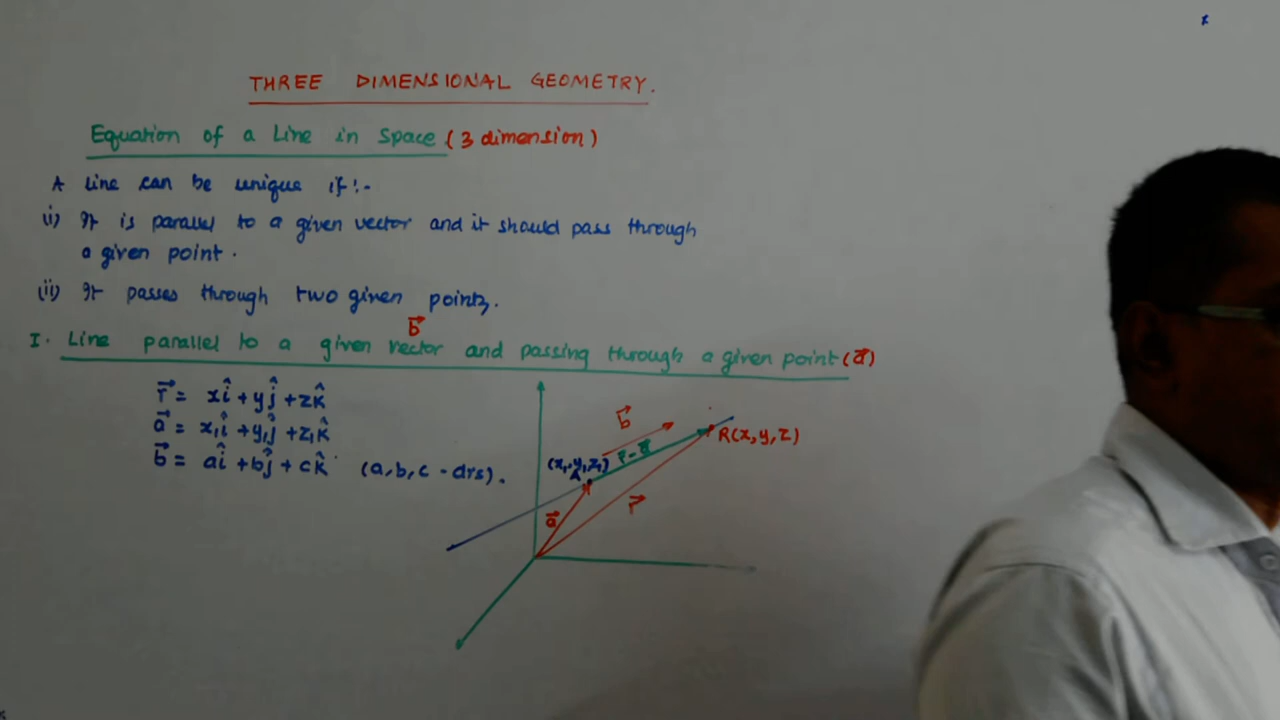 THREE DIMENSIONAL GEOMETRY.
Equation of a Line in Space (3 dimension)
A line can be unique if :-
(i) It is parallel to a given vector and it should pass through
a given point.
(ii) It passes through two given points.
I. Line parallel to a given vector b⃗ and passing through a given point (a⃗)
r⃗ = xî + yĵ + zk̂
a⃗ = x₁î + y₁ĵ + z₁k̂
b⃗ = aî + bĵ + ck̂ (a, b, c - drs).
b⃗
R(x, y, z)
r⃗ - a⃗
(x₁, y₁, z₁)
A
r⃗
a⃗